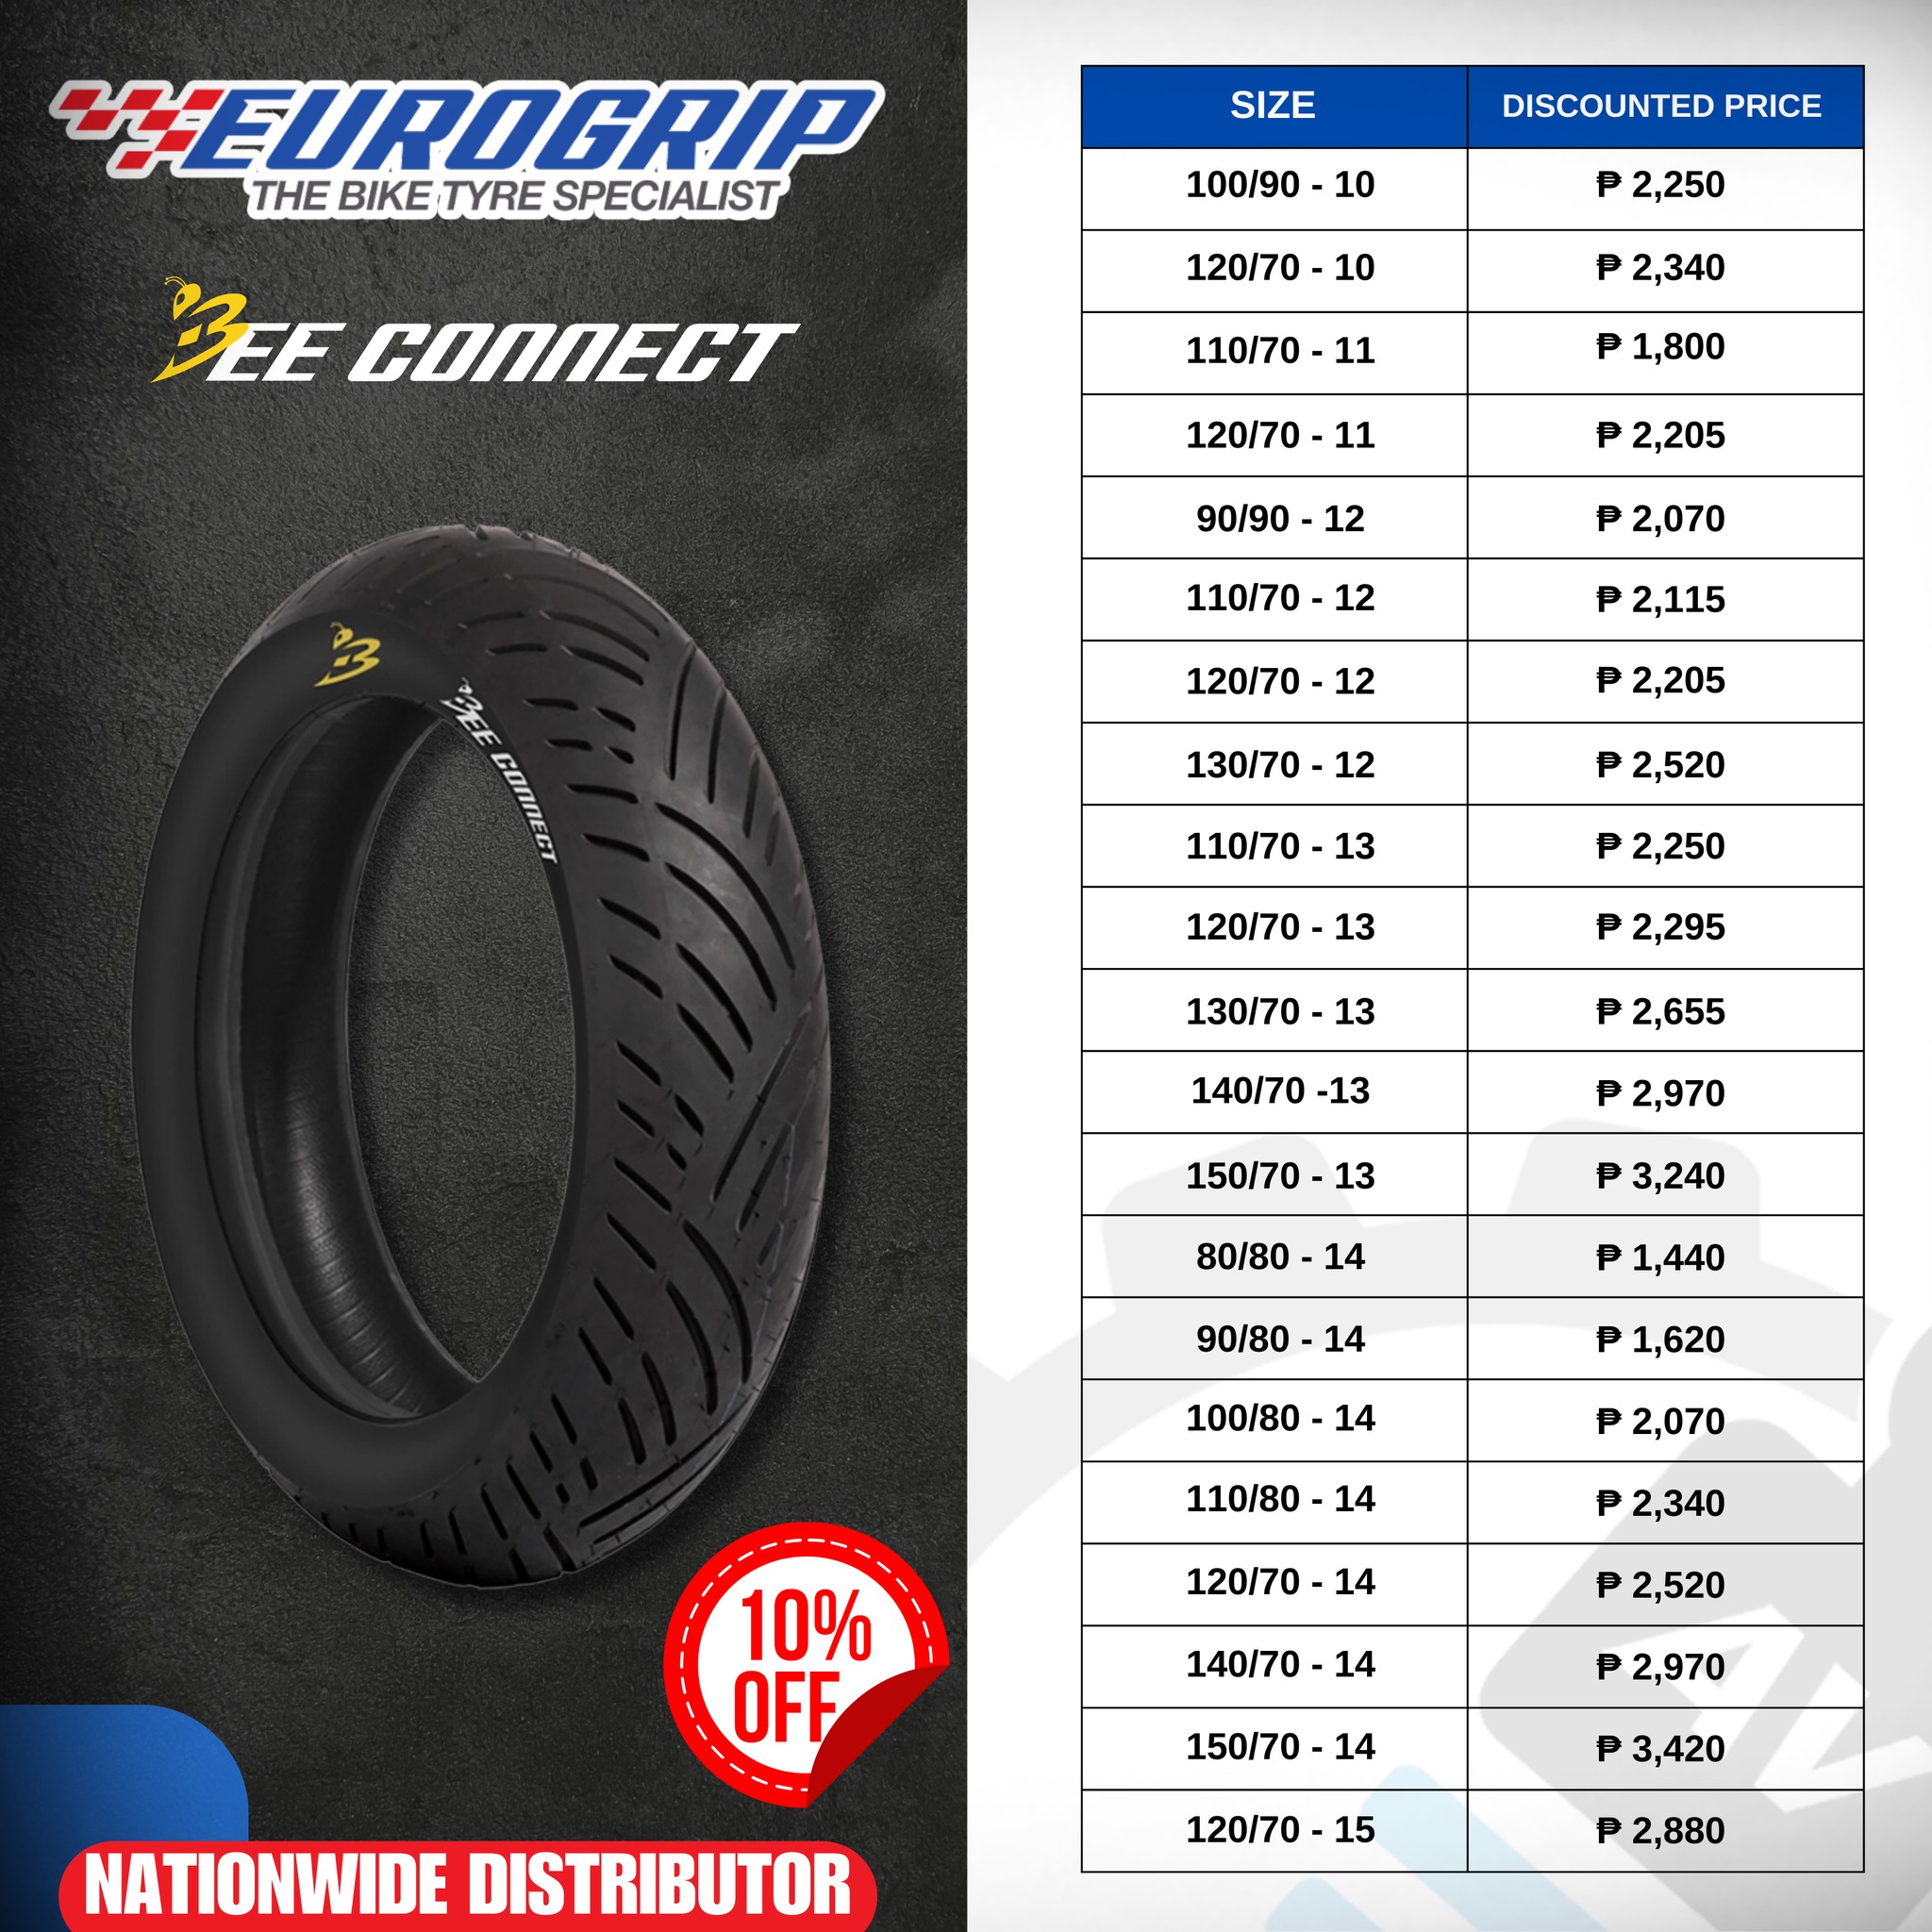 EUROGRIP
THE BIKE TYRE SPECIALIST
BEE CONNECT
B
BEE CONNECT
10%
OFF
NATIONWIDE DISTRIBUTOR
SIZE DISCOUNTED PRICE
100/90 - 10 ₱ 2,250
120/70 - 10 ₱ 2,340
110/70 - 11 ₱ 1,800
120/70 - 11 ₱ 2,205
90/90 - 12 ₱ 2,070
110/70 - 12 ₱ 2,115
120/70 - 12 ₱ 2,205
130/70 - 12 ₱ 2,520
110/70 - 13 ₱ 2,250
120/70 - 13 ₱ 2,295
130/70 - 13 ₱ 2,655
140/70 -13 ₱ 2,970
150/70 - 13 ₱ 3,240
80/80 - 14 ₱ 1,440
90/80 - 14 ₱ 1,620
100/80 - 14 ₱ 2,070
110/80 - 14 ₱ 2,340
120/70 - 14 ₱ 2,520
140/70 - 14 ₱ 2,970
150/70 - 14 ₱ 3,420
120/70 - 15 ₱ 2,880
AV